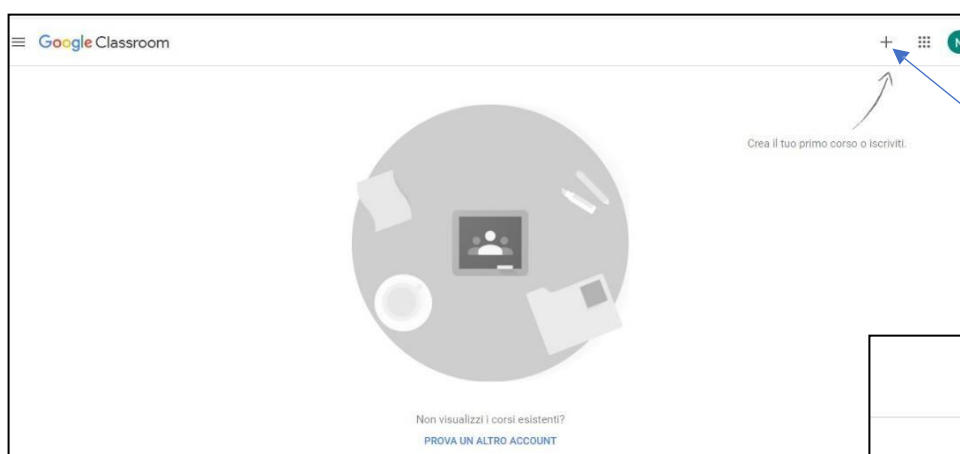 Google Classroom
N
Crea il tuo primo corso o iscriviti.
Non visualizzi i corsi esistenti?
PROVA UN ALTRO ACCOUNT